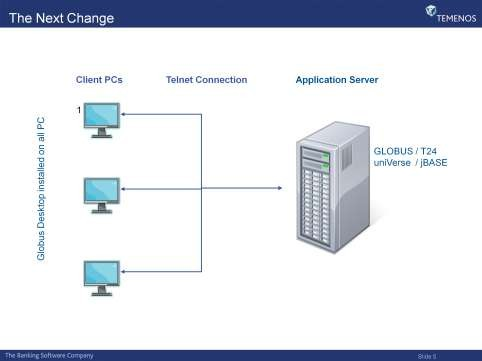 The Next Change
TEMENOS
Client PCs
Telnet Connection
Application Server
1
Globus Desktop installed on all PC
GLOBUS / T24
uniVerse / jBASE
The Banking Software Company
Slide 5